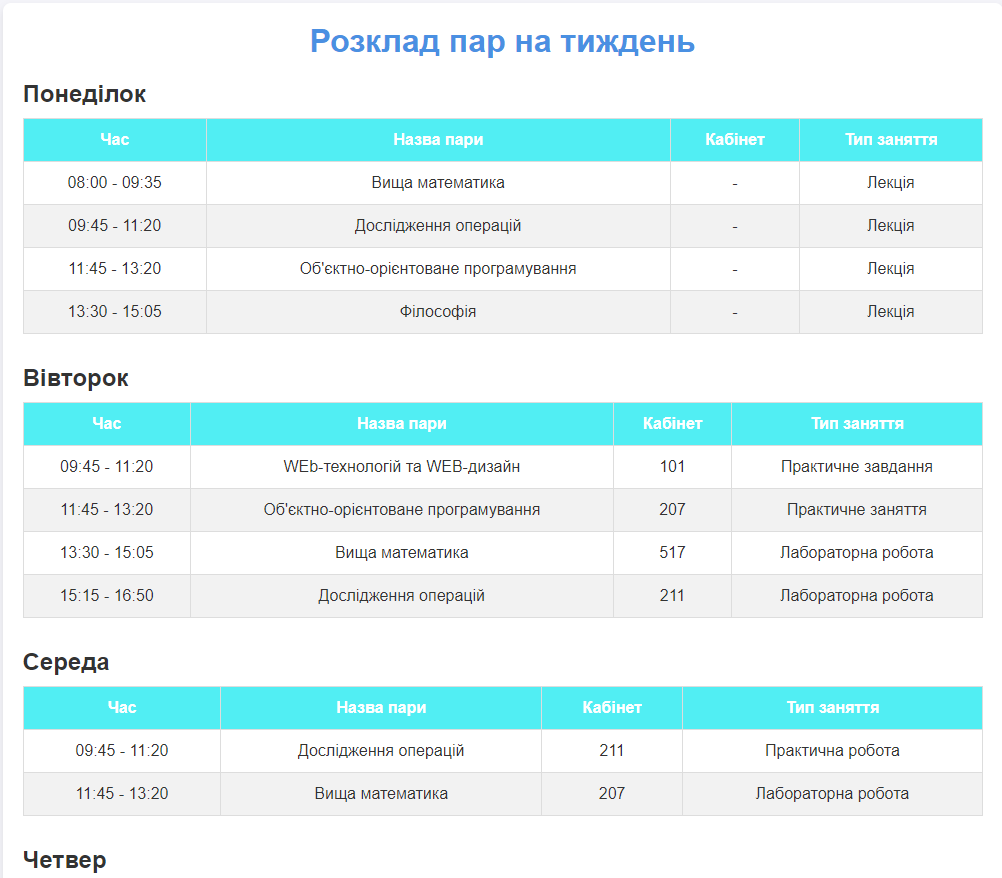 Розклад пар на тиждень
Понеділок
Час Назва пари Кабінет Тип заняття
08:00 - 09:35 Вища математика - Лекція
09:45 - 11:20 Дослідження операцій - Лекція
11:45 - 13:20 Об'єктно-орієнтоване програмування - Лекція
13:30 - 15:05 Філософія - Лекція
Вівторок
Час Назва пари Кабінет Тип заняття
09:45 - 11:20 WEb-технологій та WEB-дизайн 101 Практичне завдання
11:45 - 13:20 Об'єктно-орієнтоване програмування 207 Практичне заняття
13:30 - 15:05 Вища математика 517 Лабораторна робота
15:15 - 16:50 Дослідження операцій 211 Лабораторна робота
Середа
Час Назва пари Кабінет Тип заняття
09:45 - 11:20 Дослідження операцій 211 Практична робота
11:45 - 13:20 Вища математика 207 Лабораторна робота
Четвер